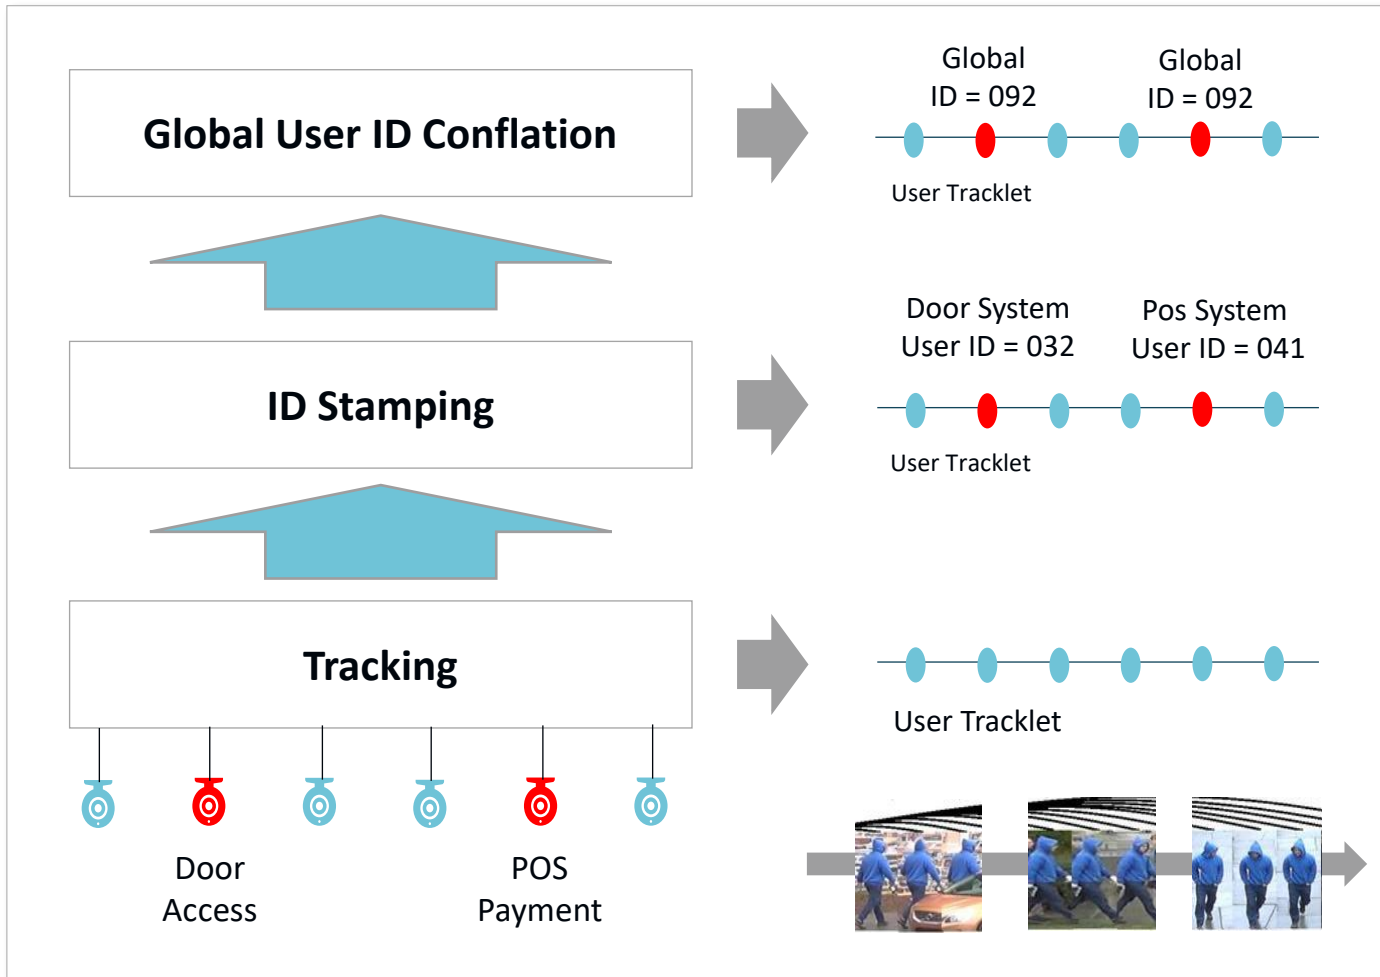 Global User ID Conflation
Global
ID = 092
Global
ID = 092
User Tracklet
ID Stamping
Door System
User ID = 032
Pos System
User ID = 041
User Tracklet
Tracking
User Tracklet
Door
Access
POS
Payment